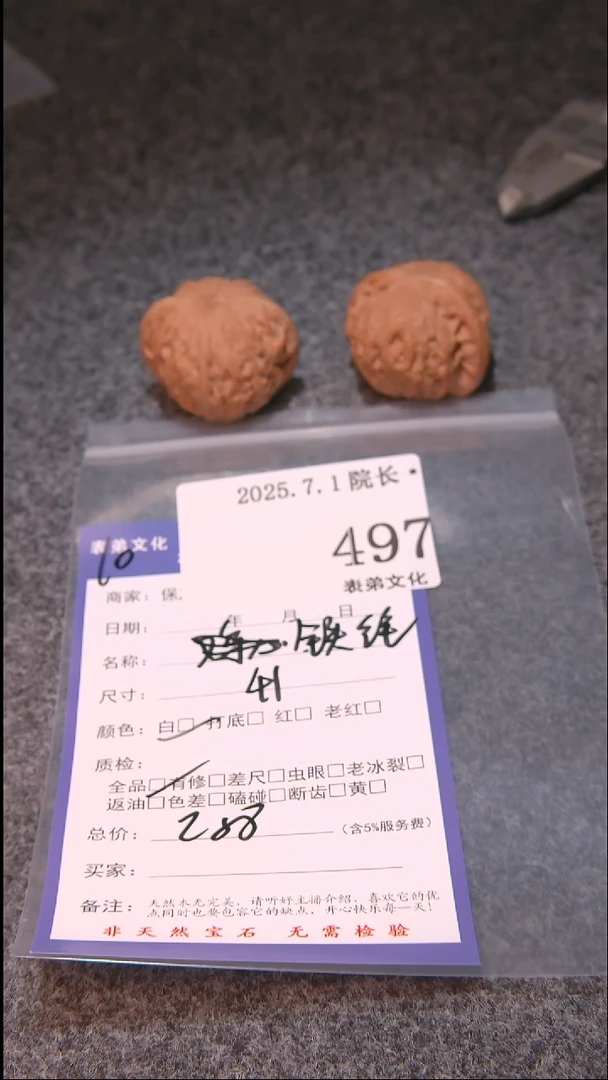 2025.7.1院长
497
表弟文化
表弟文化
10
商家：保
日期： 年 月 日
名称：
尺寸： 41
颜色：白□ 打底□ 红□ 老红□
质检：
全品□有修□差尺□虫眼□老冰裂□
返油□色差□磕碰□断齿□黄□
总价： 288 （含5%服务费）
买家：
备注：天然本无完美，请听好主播介绍，喜欢它的优
点同时也要包容它的缺点，开心快乐每一天！
非天然宝石 无需检验